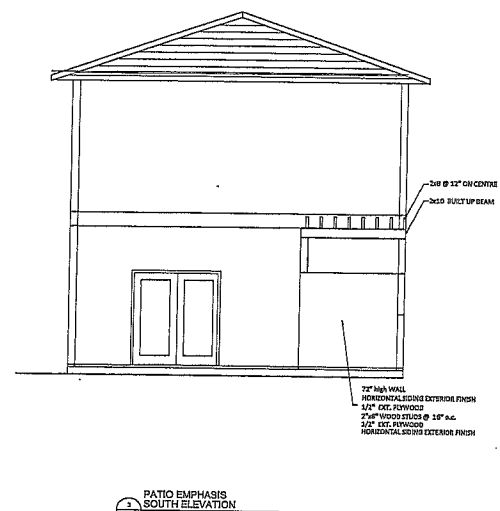 2x8 @ 12" ON CENTRE
2x10 BUILT UP BEAM
72" high WALL
HORIZONTAL SIDING EXTERIOR FINISH
1/2" EXT. PLYWOOD
2"x6" WOOD STUDS @ 16" o.c.
1/2" EXT. PLYWOOD
HORIZONTAL SIDING EXTERIOR FINISH
3
PATIO EMPHASIS
SOUTH ELEVATION